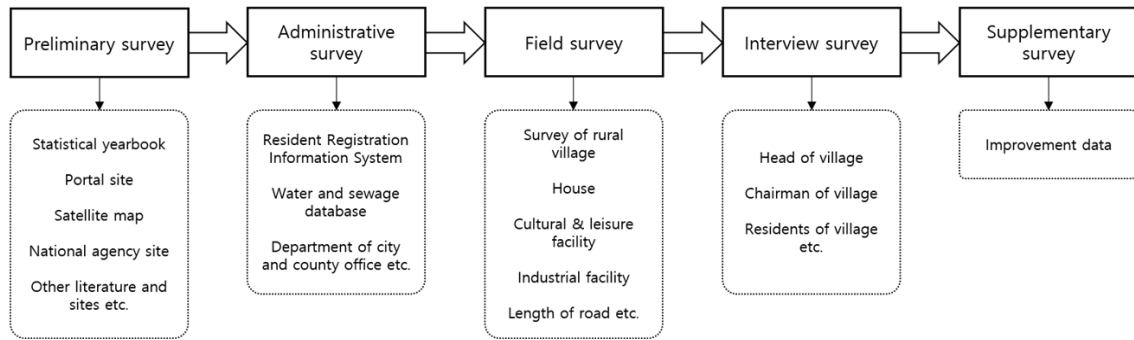 Preliminary survey
Administrative
survey
Field survey
Interview survey
Supplementary
survey
Statistical yearbook
Portal site
Satellite map
National agency site
Other literature and
sites etc.
Resident Registration
Information System
Water and sewage
database
Department of city
and county office etc.
Survey of rural
village
House
Cultural & leisure
facility
Industrial facility
Length of road etc.
Head of village
Chairman of village
Residents of village
etc.
Improvement data